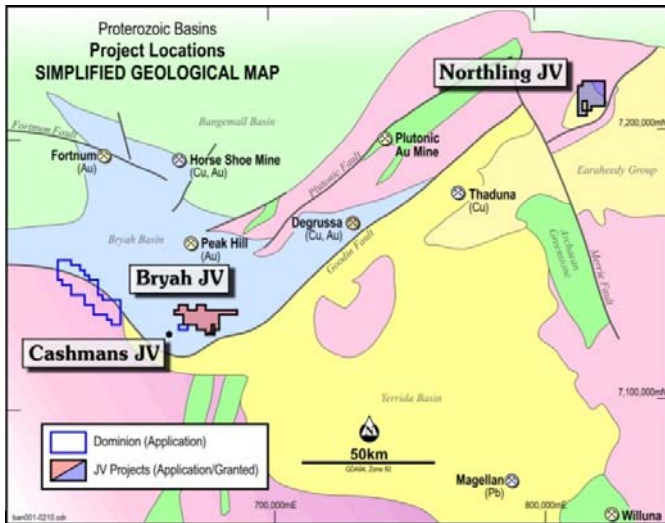 Proterozoic Basins
Project Locations
SIMPLIFIED GEOLOGICAL MAP
Northling JV
Fortnum Fault
Bangemall Basin
7,200,000mN
Fortnum
(Au)
Horse Shoe Mine
(Cu, Au)
Plutonic
Au Mine
Plutonic Fault
Earaheedy Group
Thaduna
(Cu)
Degrussa
(Cu, Au)
Bryah Basin
Peak Hill
(Au)
Goodin Fault
Archaean
Greenstone
Merrie Fault
Bryah JV
Cashmans JV
Yerrida Basin
7,100,000mN
Dominion (Application)
JV Projects (Application/Granted)
50km
GDA94, Zone 50
Magellan
(Pb)
Willuna
ban001-0210.cdr
700,000mE
800,000mE